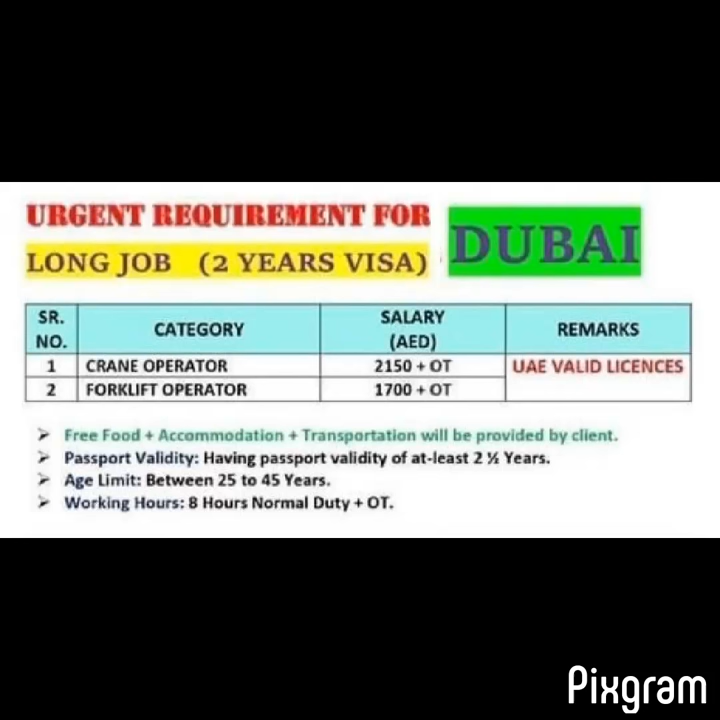 URGENT REQUIREMENT FOR
LONG JOB (2 YEARS VISA)
DUBAI
SR. NO. CATEGORY SALARY (AED) REMARKS
1 CRANE OPERATOR 2150 + OT UAE VALID LICENCES
2 FORKLIFT OPERATOR 1700 + OT
➢ Free Food + Accommodation + Transportation will be provided by client.
➢ Passport Validity: Having passport validity of at-least 2 ½ Years.
➢ Age Limit: Between 25 to 45 Years.
➢ Working Hours: 8 Hours Normal Duty + OT.
Pixgram